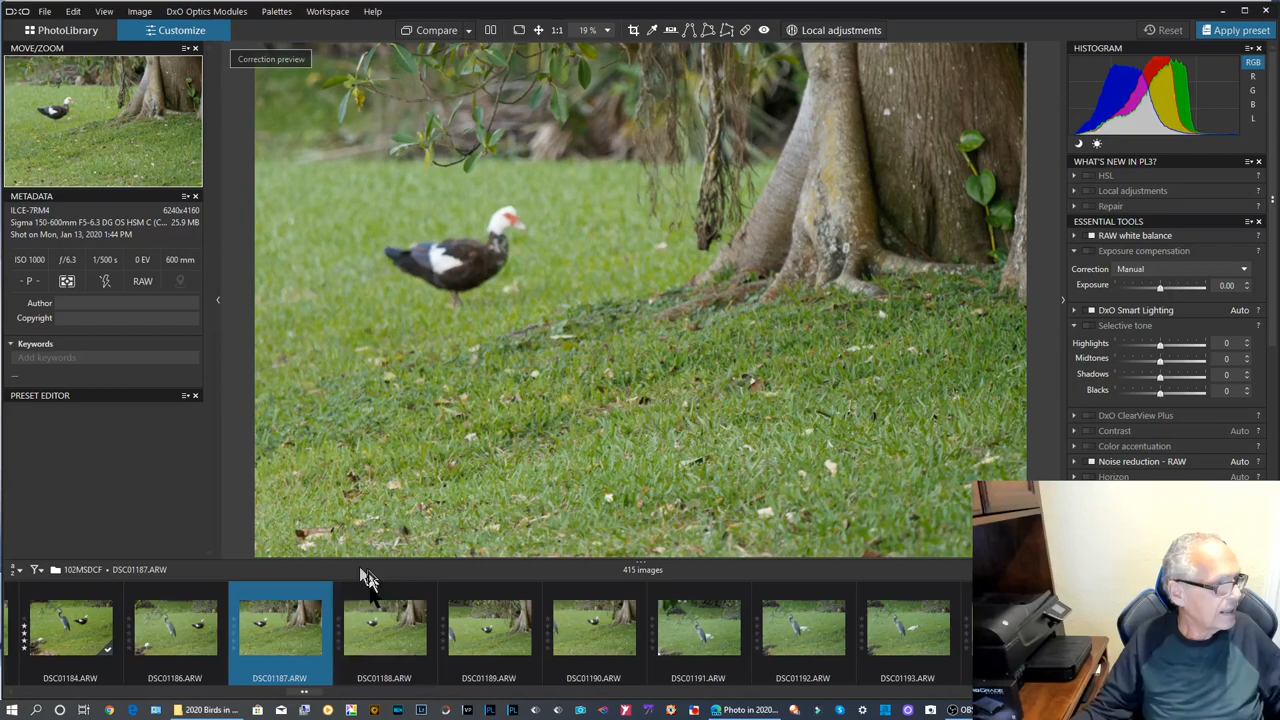 DxO File Edit View Image DxO Optics Modules Palettes Workspace Help
PhotoLibrary Customize Compare 1:1 19 % Local adjustments Reset Apply preset
MOVE/ZOOM
Correction preview
HISTOGRAM
RGB
R
G
B
L
METADATA
ILCE-7RM4 6240x4160
Sigma 150-600mm F5-6.3 DG OS HSM C (C... 25.9 MB
Shot on Mon, Jan 13, 2020 1:44 PM
ISO 1000 ƒ/6.3 1/500 s 0 EV 600 mm
- P - RAW
Author
Copyright
Keywords
Add keywords
—
PRESET EDITOR
WHAT'S NEW IN PL3?
HSL ?
Local adjustments ?
Repair ?
ESSENTIAL TOOLS
RAW white balance ?
Exposure compensation ?
Correction Manual
Exposure 0.00
DxO Smart Lighting Auto ?
Selective tone ?
Highlights 0
Midtones 0
Shadows 0
Blacks 0
DxO ClearView Plus ?
Contrast Auto ?
Color accentuation ?
Noise reduction - RAW Auto ?
Horizon ?
102MSDCF • DSC01187.ARW 415 images
DSC01184.ARW DSC01186.ARW DSC01187.ARW DSC01188.ARW DSC01189.ARW DSC01190.ARW DSC01191.ARW DSC01192.ARW DSC01193.ARW
2020 Birds in ... Photo in 2020... OBS